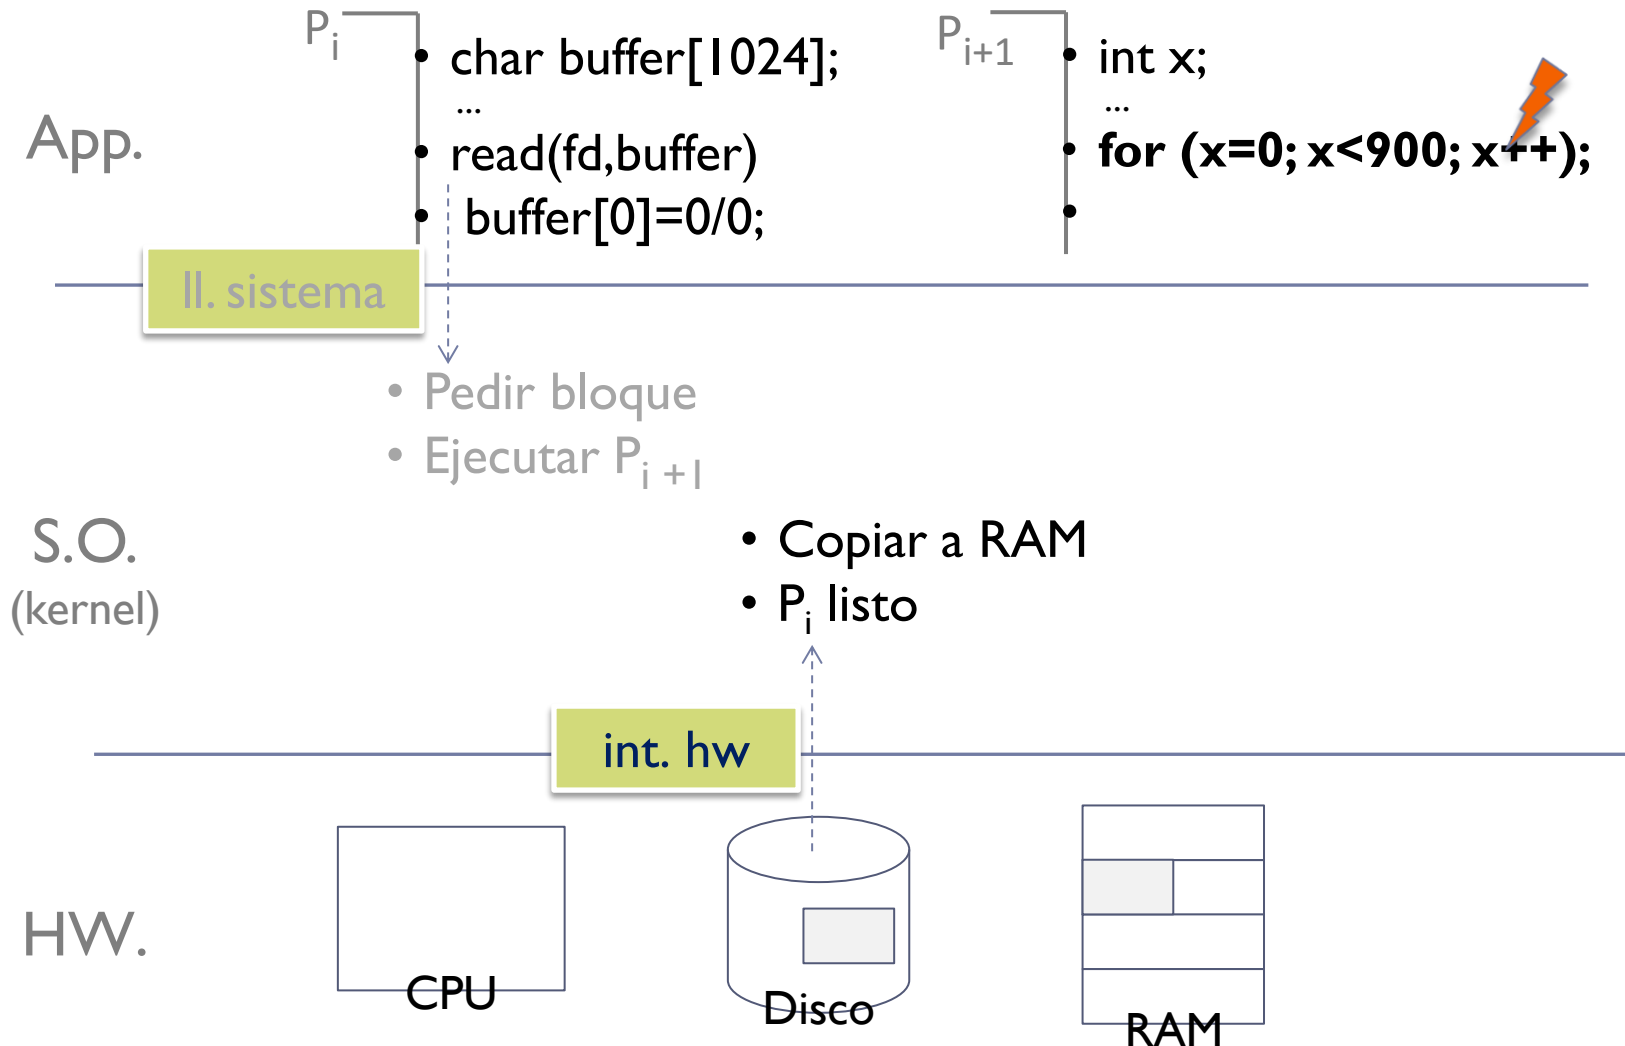 Pi
• char buffer[1024];
...
• read(fd,buffer)
• buffer[0]=0/0;
Pi+1
• int x;
...
• for (x=0; x<900; x++);
•
App.
ll. sistema
• Pedir bloque
• Ejecutar Pi +1
S.O.
(kernel)
• Copiar a RAM
• Pi listo
int. hw
HW.
CPU
Disco
RAM